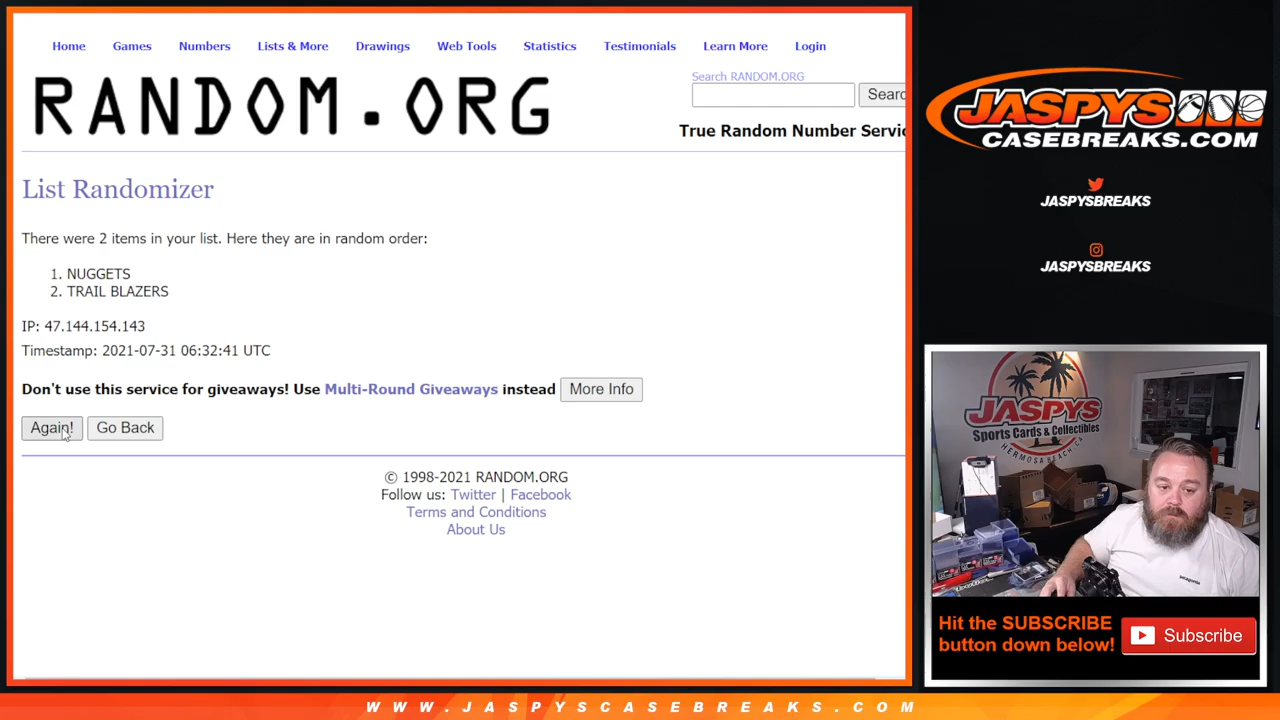 Home Games Numbers Lists & More Drawings Web Tools Statistics Testimonials Learn More Login
RANDOM.ORG
Search RANDOM.ORG
Searc
True Random Number Servic
List Randomizer
There were 2 items in your list. Here they are in random order:
1. NUGGETS
2. TRAIL BLAZERS
IP: 47.144.154.143
Timestamp: 2021-07-31 06:32:41 UTC
Don't use this service for giveaways! Use Multi-Round Giveaways instead More Info
Again! Go Back
© 1998-2021 RANDOM.ORG
Follow us: Twitter | Facebook
Terms and Conditions
About Us
JASPYS
CASEBREAKS.COM
JASPYSBREAKS
JASPYSBREAKS
JASPYS
Sports Cards & Collectibles
HERMOSA BEACH, CA
patagonia
Hit the SUBSCRIBE
button down below!
Subscribe
WWW.JASPYSCASEBREAKS.COM